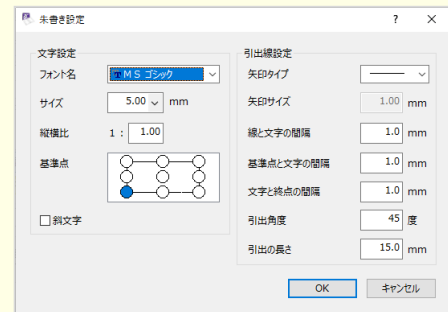 朱書き設定
文字設定
フォント名 MS ゴシック
サイズ 5.00 mm
縦横比 1 : 1.00
基準点
斜文字
引出線設定
矢印タイプ
矢印サイズ 1.00 mm
線と文字の間隔 1.0 mm
基準点と文字の間隔 1.0 mm
文字と終点の間隔 1.0 mm
引出角度 45 度
引出の長さ 15.0 mm
OK キャンセル